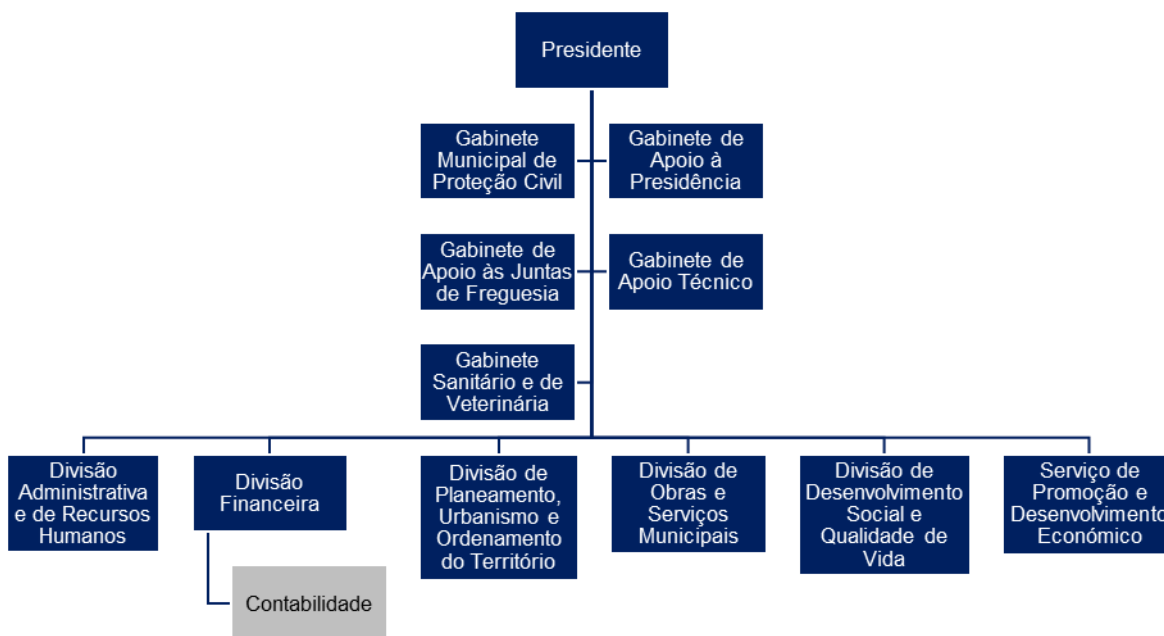 Presidente
Gabinete
Municipal de
Proteção Civil
Gabinete de
Apoio à
Presidência
Gabinete de
Apoio às Juntas
de Freguesia
Gabinete de
Apoio Técnico
Gabinete
Sanitário e de
Veterinária
Divisão
Administrativa
e de Recursos
Humanos
Divisão
Financeira
Divisão de
Planeamento,
Urbanismo e
Ordenamento
do Território
Divisão de
Obras e
Serviços
Municipais
Divisão de
Desenvolvimento
Social e
Qualidade de
Vida
Serviço de
Promoção e
Desenvolvimento
Económico
Contabilidade